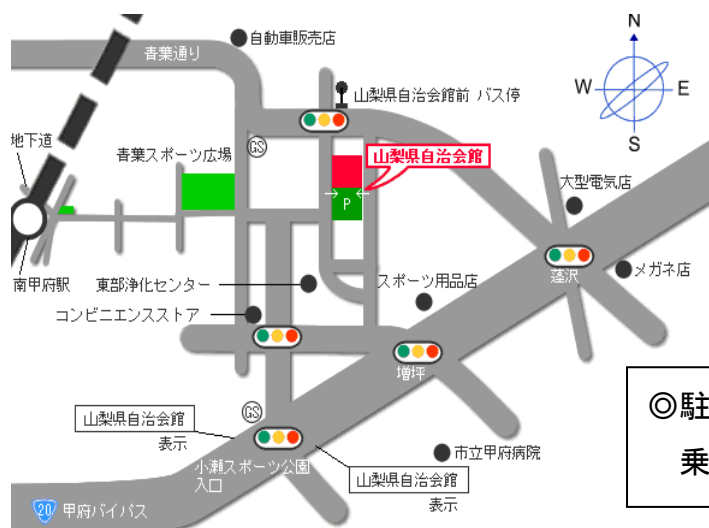 自動車販売店
青葉通り
N
W
E
S
山梨県自治会館前 バス停
地下道
青葉スポーツ広場
GS
山梨県自治会館
P
大型電気店
南甲府駅
東部浄化センター
スポーツ用品店
メガネ店
蓬沢
コンビニエンスストア
増坪
GS
山梨県自治会館
表示
小瀬スポーツ公園
入口
市立甲府病院
山梨県自治会館
表示
20 甲府バイパス
◎駐
乗